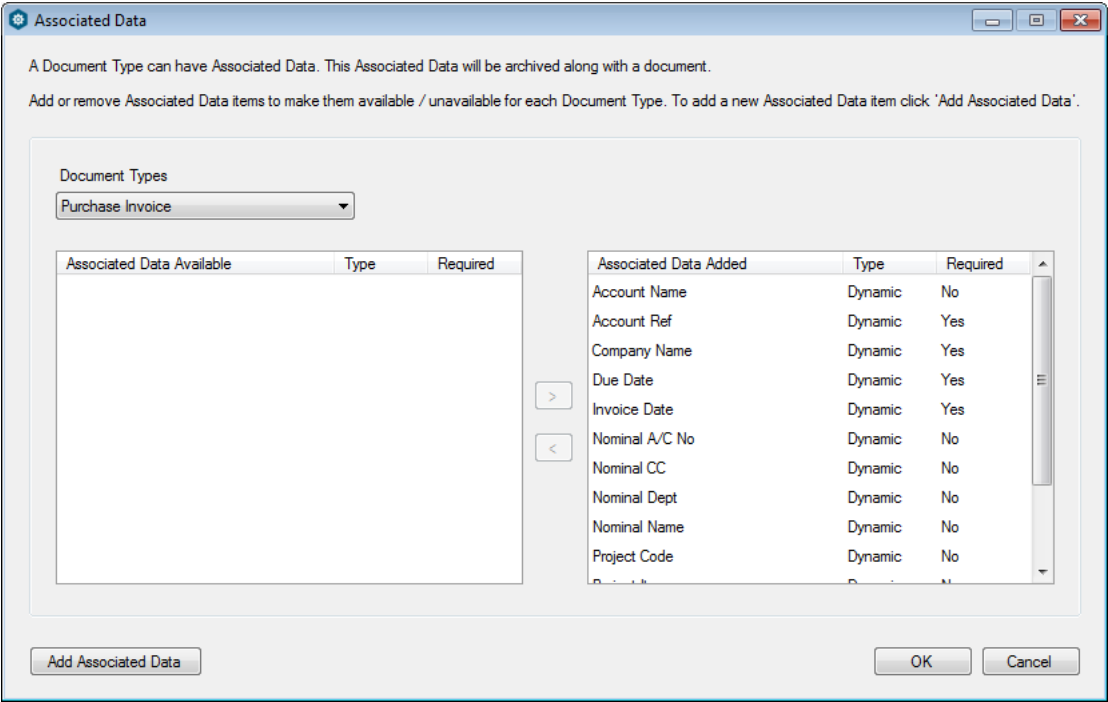 Associated Data
A Document Type can have Associated Data. This Associated Data will be archived along with a document.
Add or remove Associated Data items to make them available / unavailable for each Document Type. To add a new Associated Data item click 'Add Associated Data'.
Document Types
Purchase Invoice
Associated Data Available Type Required
>
<
Associated Data Added Type Required
Account Name Dynamic No
Account Ref Dynamic Yes
Company Name Dynamic Yes
Due Date Dynamic Yes
Invoice Date Dynamic Yes
Nominal A/C No Dynamic No
Nominal CC Dynamic No
Nominal Dept Dynamic No
Nominal Name Dynamic No
Project Code Dynamic No
Add Associated Data
OK
Cancel